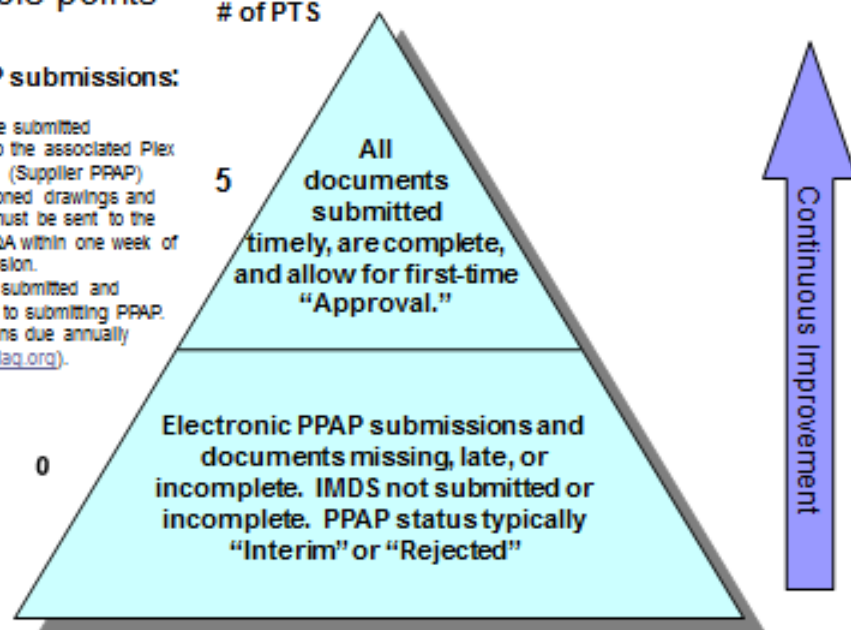 points
# of PTS
submissions:
submitted
the associated Plex
(Supplier PPAP)
drawings and
must be sent to the
within one week of
submitted and
to submitting PPAP.
due annually
5
All
documents
submitted
timely, are complete,
and allow for first-time
“Approval.”
0
Electronic PPAP submissions and
documents missing, late, or
incomplete. IMDS not submitted or
incomplete. PPAP status typically
“Interim” or “Rejected”
Continuous Improvement